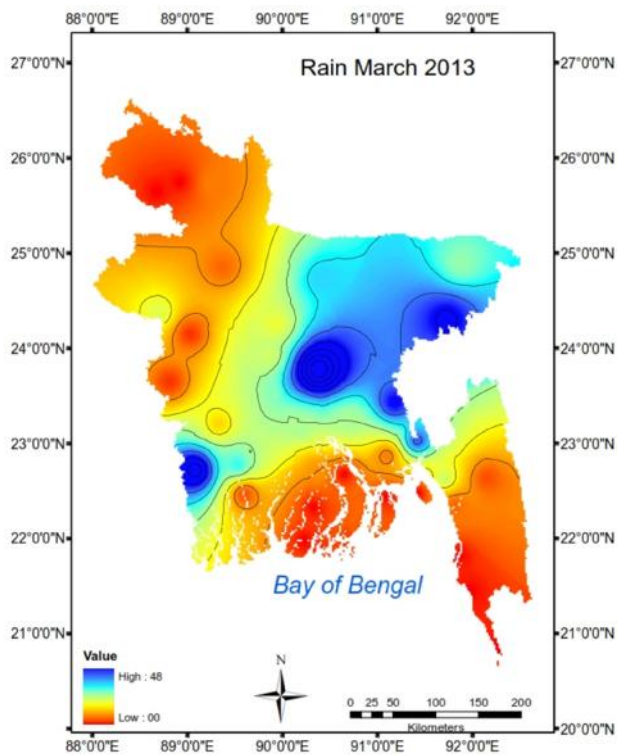 88°0'0"E 89°0'0"E 90°0'0"E 91°0'0"E 92°0'0"E
Rain March 2013
27°0'0"N 27°0'0"N
26°0'0"N 26°0'0"N
25°0'0"N 25°0'0"N
24°0'0"N 24°0'0"N
23°0'0"N 23°0'0"N
22°0'0"N 22°0'0"N
Bay of Bengal
21°0'0"N 21°0'0"N
Value
High : 48
Low : 00
N
0 25 50 100 150 200
Kilometers
20°0'0"N 20°0'0"N
88°0'0"E 89°0'0"E 90°0'0"E 91°0'0"E 92°0'0"E